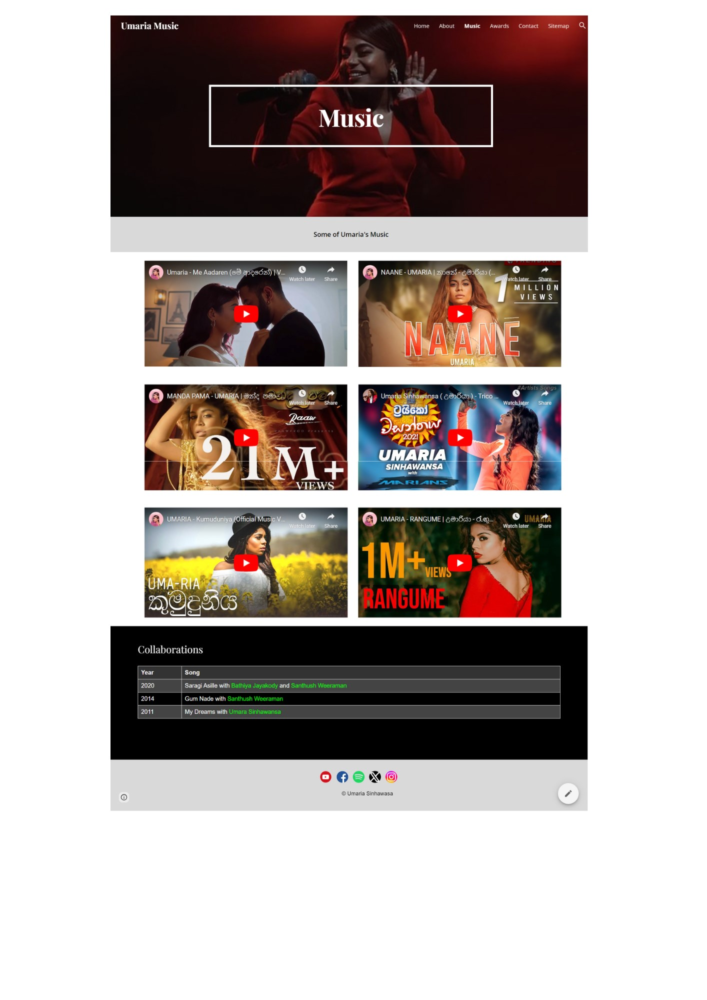 Umaria Music
Home About Music Awards Contact Sitemap
Music
Some of Umaria's Music
Umaria - Me Aadaren (මේ ආදරෙන්) | V...
Watch later Share
NAANE - UMARIA | නානේ - උමාරියා (...
Watch later Share
TRENDING
1 MILLION
VIEWS
NAANE
UMARIA
MANDA PAMA - UMARIA | මන්ද පමා -...
Watch later Share
Raaw
RAAWPROD Presents
21M+
VIEWS
#Artists Songs
Umaria Sinhawansa ( උමාරියා ) - Trico ...
Watch later Share
ට්‍රයිකෝ
වසන්තය
2021
UMARIA
SINHAWANSA
with
MARIANS
UMARIA - Kumuduniya (Official Music V...
Watch later Share
UMA-RIA
කුමුදුනිය
UMARIA - RANGUME | උමාරියා - රැඟු...
Watch later Share
UMARIA
1M+ VIEWS
RANGUME
Collaborations
Year Song
2020 Saragi Asille with Bathiya Jayakody and Santhush Weeraman
2014 Gum Nade with Santhush Weeraman
2011 My Dreams with Umara Sinhawansa
© Umaria Sinhawasa